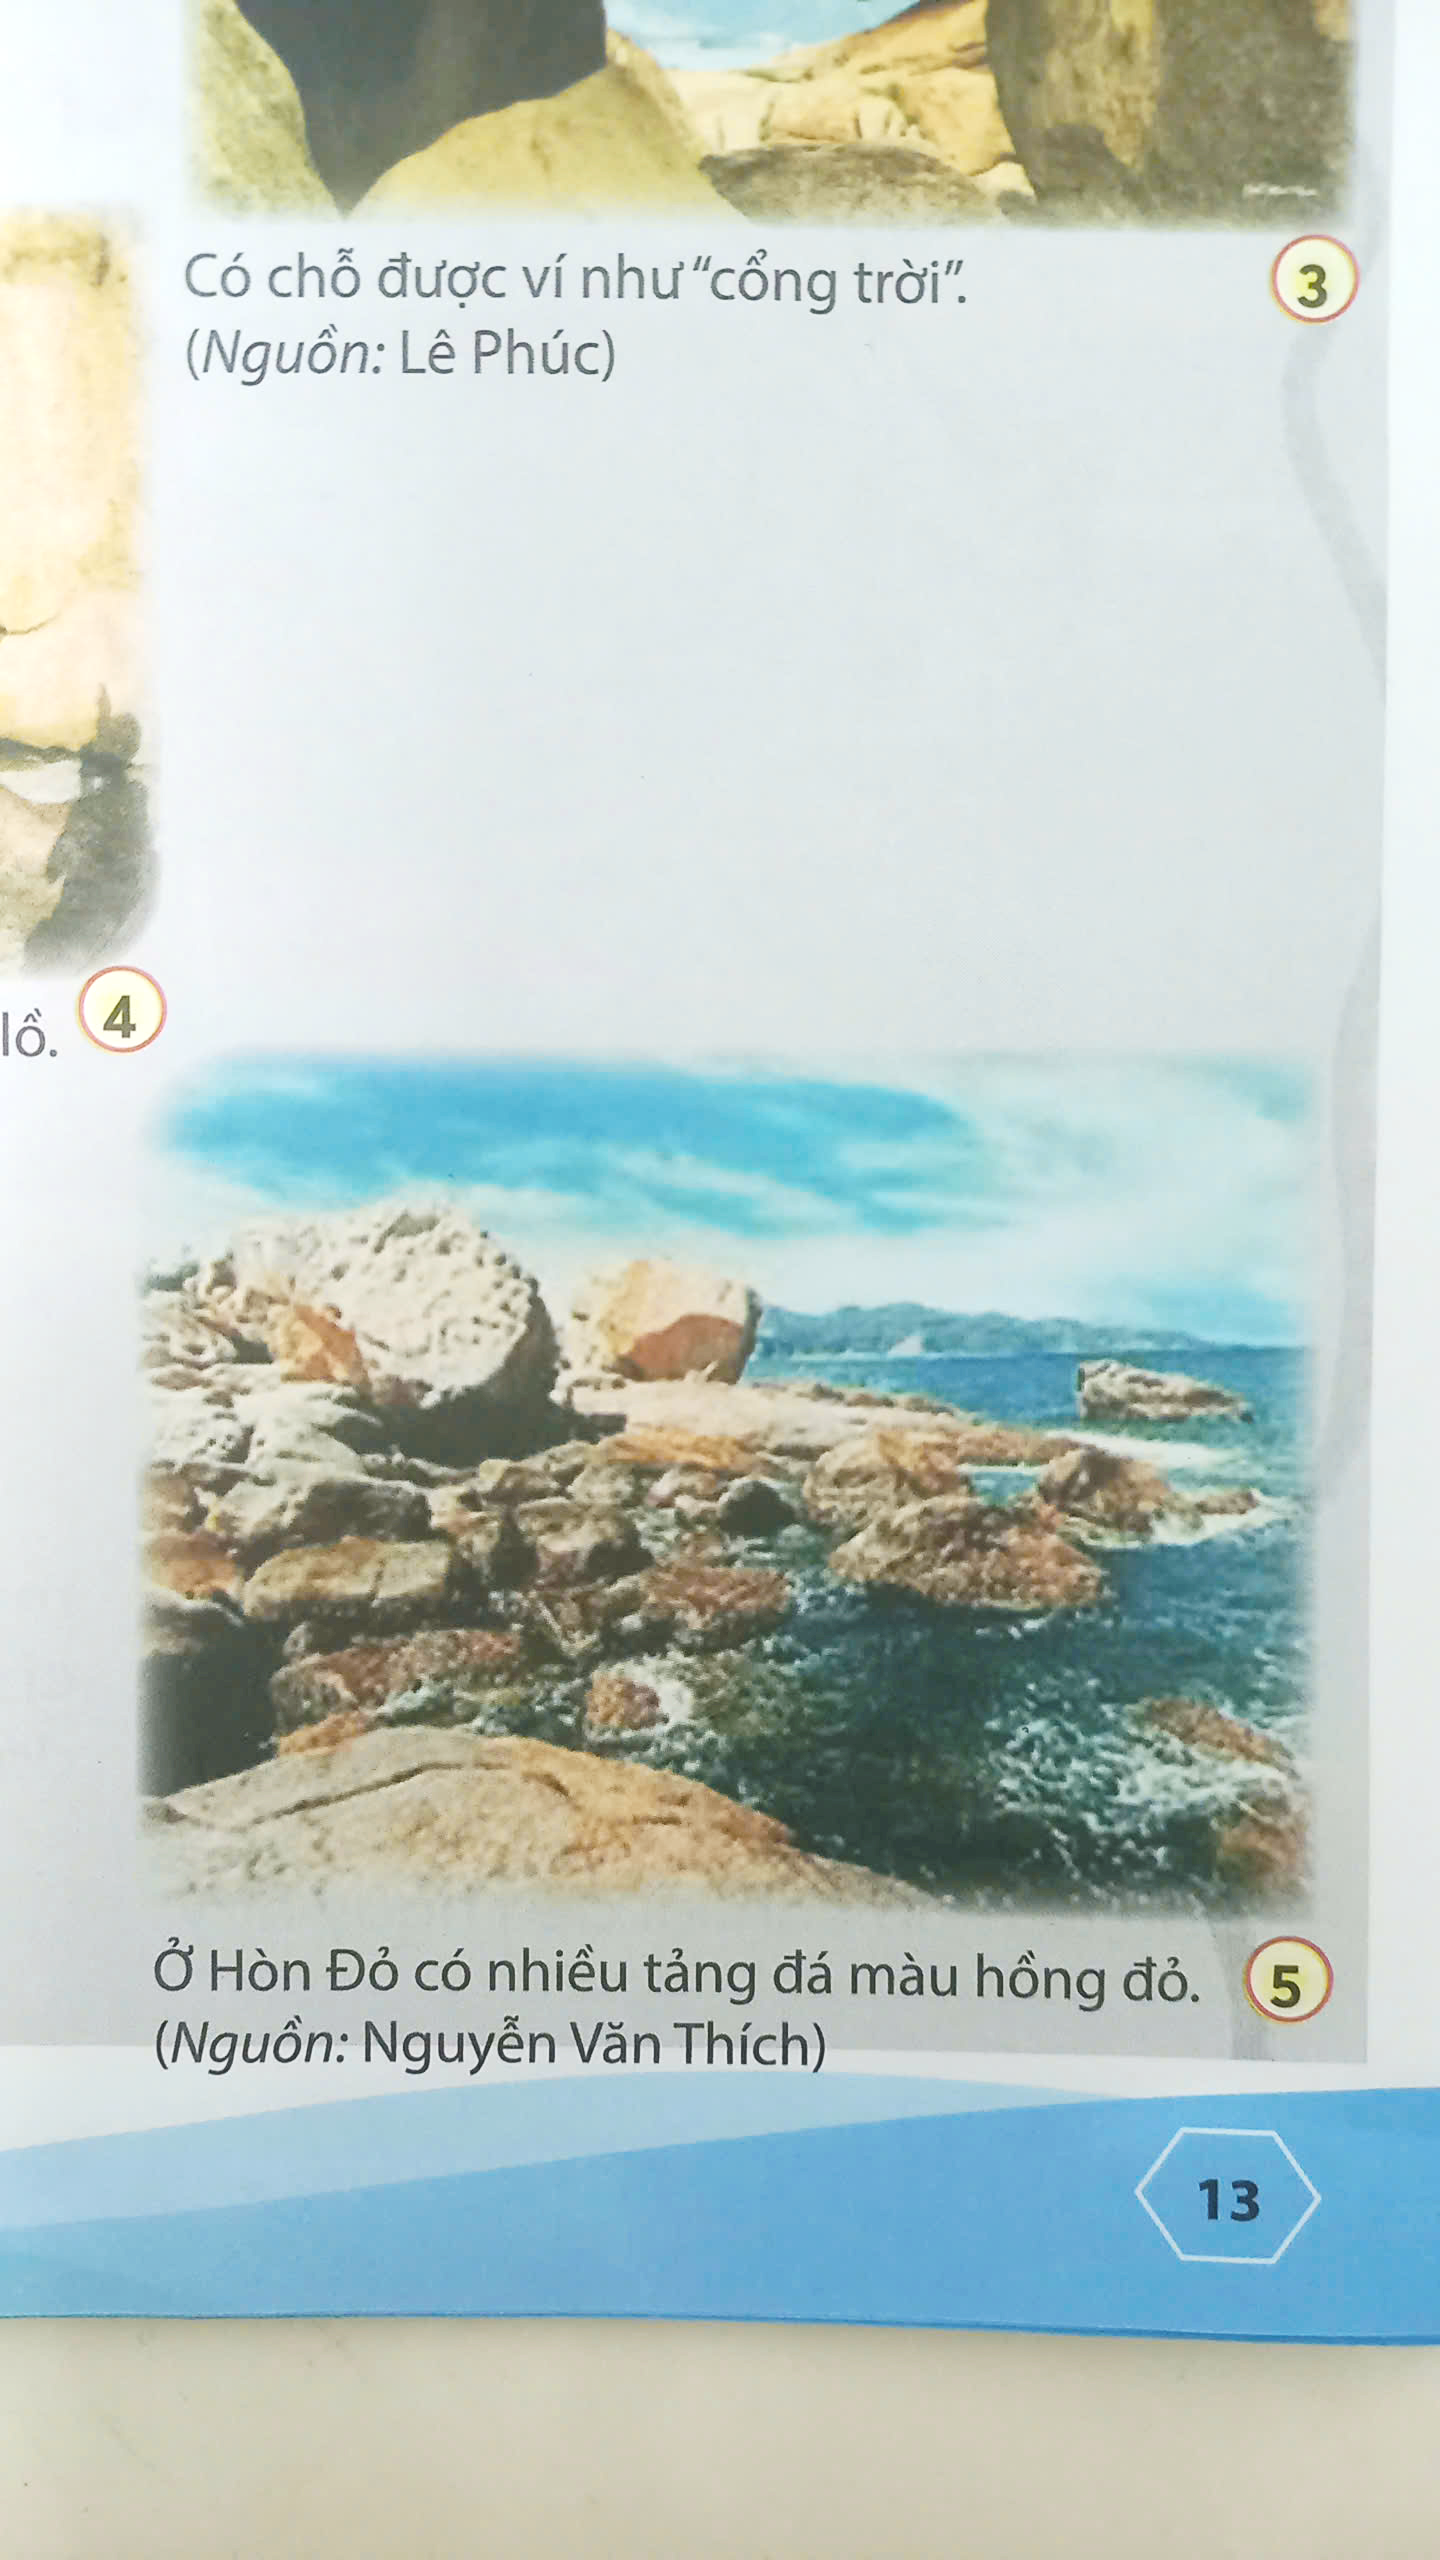 Có chỗ được ví như “cổng trời”.
3
(Nguồn: Lê Phúc)
lồ.
4
Ở Hòn Đỏ có nhiều tảng đá màu hồng đỏ.
5
(Nguồn: Nguyễn Văn Thích)
13